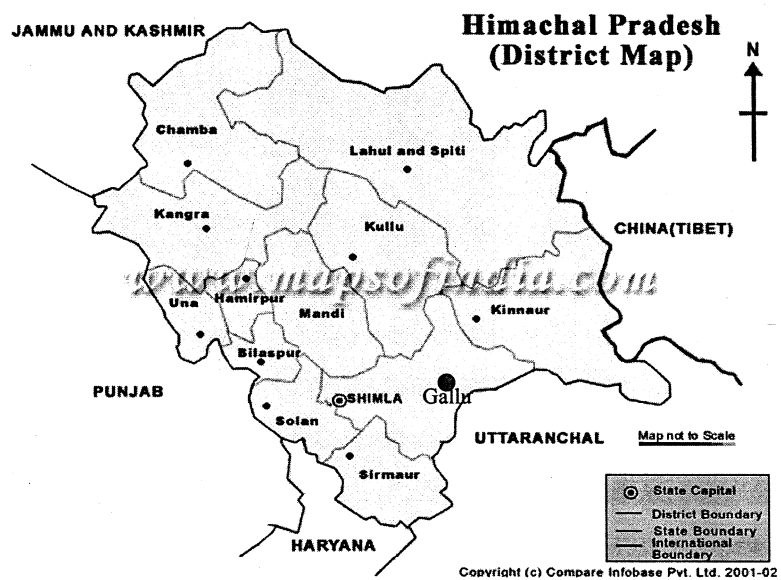 Himachal Pradesh
(District Map)
JAMMU AND KASHMIR
N
Chamba
Lahul and Spiti
Kangra
Kullu
CHINA(TIBET)
www.mapsofindia.com
Una
Hamirpur
Mandi
Kinnaur
Bilaspur
PUNJAB
SHIMLA
Gallu
Solan
UTTARANCHAL
Map not to Scale
Sirmaur
HARYANA
State Capital
District Boundary
State Boundary
International
Boundary
Copyright (c) Compare Infobase Pvt. Ltd. 2001-02